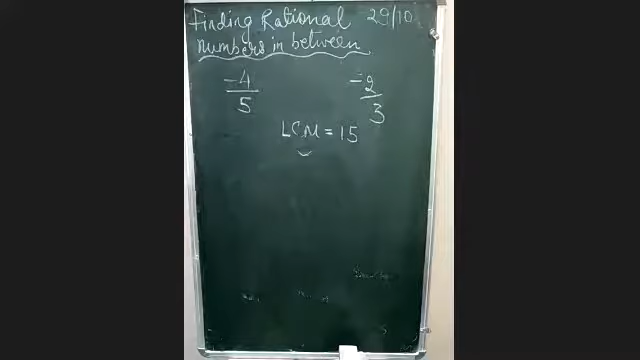 Finding Rational 29/10
numbers in between
-4/5 -2/3
LCM = 15